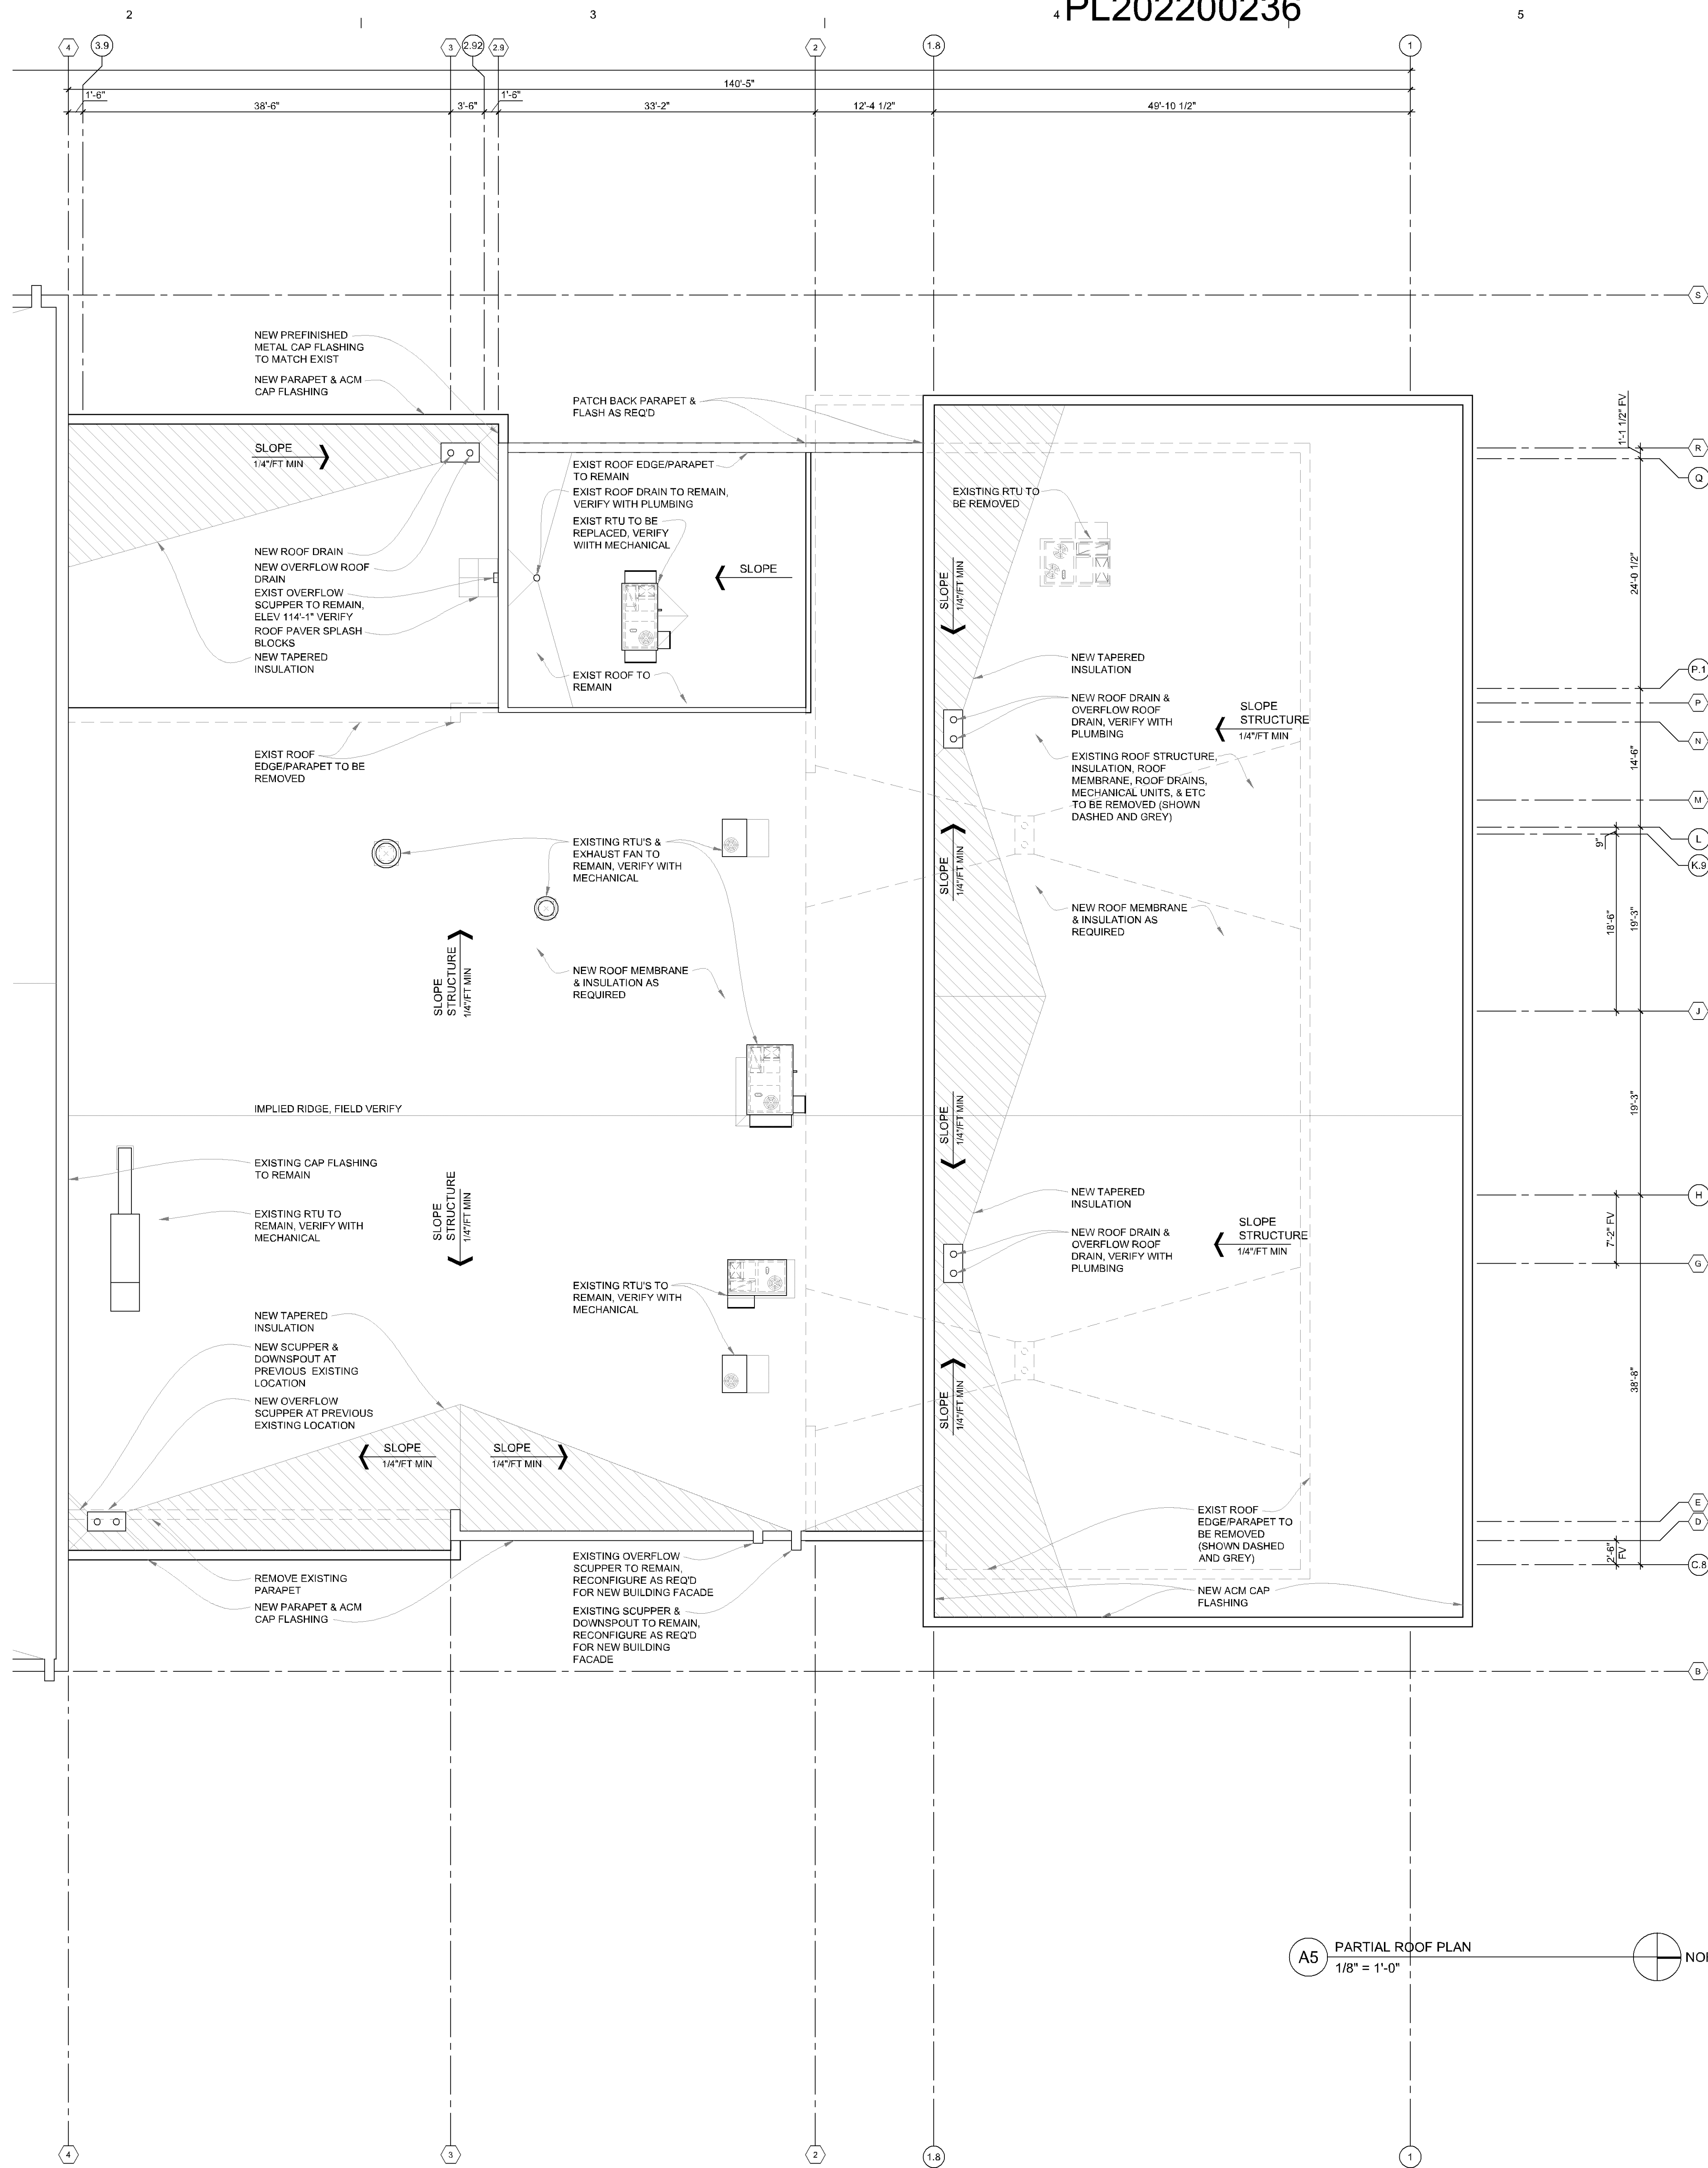 PL202200236
2
3
4
5
4
3.9
3
2.92
2.9
2
1.8
1
140'-5"
1'-6"
38'-6"
3'-6"
1'-6"
33'-2"
12'-4 1/2"
49'-10 1/2"
S
NEW PREFINISHED
METAL CAP FLASHING
TO MATCH EXIST
NEW PARAPET & ACM
CAP FLASHING
PATCH BACK PARAPET &
FLASH AS REQ'D
1'-1 1/2" FV
R
Q
SLOPE
1/4"/FT MIN
EXIST ROOF EDGE/PARAPET
TO REMAIN
EXIST ROOF DRAIN TO REMAIN,
VERIFY WITH PLUMBING
EXIST RTU TO BE
REPLACED, VERIFY
WIITH MECHANICAL
EXISTING RTU TO
BE REMOVED
NEW ROOF DRAIN
NEW OVERFLOW ROOF
DRAIN
EXIST OVERFLOW
SCUPPER TO REMAIN,
ELEV 114'-1" VERIFY
ROOF PAVER SPLASH
BLOCKS
NEW TAPERED
INSULATION
SLOPE
SLOPE
1/4"/FT MIN
24'-0 1/2"
EXIST ROOF TO
REMAIN
NEW TAPERED
INSULATION
P.1
P
N
NEW ROOF DRAIN &
OVERFLOW ROOF
DRAIN, VERIFY WITH
PLUMBING
SLOPE
STRUCTURE
1/4"/FT MIN
EXIST ROOF
EDGE/PARAPET TO BE
REMOVED
EXISTING ROOF STRUCTURE,
INSULATION, ROOF
MEMBRANE, ROOF DRAINS,
MECHANICAL UNITS, & ETC
TO BE REMOVED (SHOWN
DASHED AND GREY)
14'-6"
M
L
K.9
9"
EXISTING RTU'S &
EXHAUST FAN TO
REMAIN, VERIFY WITH
MECHANICAL
SLOPE
1/4"/FT MIN
NEW ROOF MEMBRANE
& INSULATION AS
REQUIRED
18'-6"
19'-3"
SLOPE
STRUCTURE
1/4"/FT MIN
NEW ROOF MEMBRANE
& INSULATION AS
REQUIRED
J
IMPLIED RIDGE, FIELD VERIFY
SLOPE
1/4"/FT MIN
19'-3"
EXISTING CAP FLASHING
TO REMAIN
EXISTING RTU TO
REMAIN, VERIFY WITH
MECHANICAL
SLOPE
STRUCTURE
1/4"/FT MIN
NEW TAPERED
INSULATION
H
NEW ROOF DRAIN &
OVERFLOW ROOF
DRAIN, VERIFY WITH
PLUMBING
SLOPE
STRUCTURE
1/4"/FT MIN
7'-2" FV
G
EXISTING RTU'S TO
REMAIN, VERIFY WITH
MECHANICAL
NEW TAPERED
INSULATION
NEW SCUPPER &
DOWNSPOUT AT
PREVIOUS EXISTING
LOCATION
NEW OVERFLOW
SCUPPER AT PREVIOUS
EXISTING LOCATION
SLOPE
1/4"/FT MIN
38'-8"
SLOPE
1/4"/FT MIN
SLOPE
1/4"/FT MIN
EXIST ROOF
EDGE/PARAPET TO
BE REMOVED
(SHOWN DASHED
AND GREY)
E
D
2'-6"
FV
C.8
REMOVE EXISTING
PARAPET
NEW PARAPET & ACM
CAP FLASHING
EXISTING OVERFLOW
SCUPPER TO REMAIN,
RECONFIGURE AS REQ'D
FOR NEW BUILDING FACADE
EXISTING SCUPPER &
DOWNSPOUT TO REMAIN,
RECONFIGURE AS REQ'D
FOR NEW BUILDING
FACADE
NEW ACM CAP
FLASHING
B
A5
PARTIAL ROOF PLAN
1/8" = 1'-0"
4
3
2
1.8
1